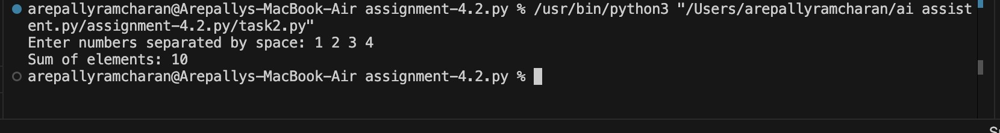 arepallyramcharan@Arepallys-MacBook-Air assignment-4.2.py % /usr/bin/python3 "/Users/arepallyramcharan/ai assist
ent.py/assignment-4.2.py/task2.py"
Enter numbers separated by space: 1 2 3 4
Sum of elements: 10
arepallyramcharan@Arepallys-MacBook-Air assignment-4.2.py %